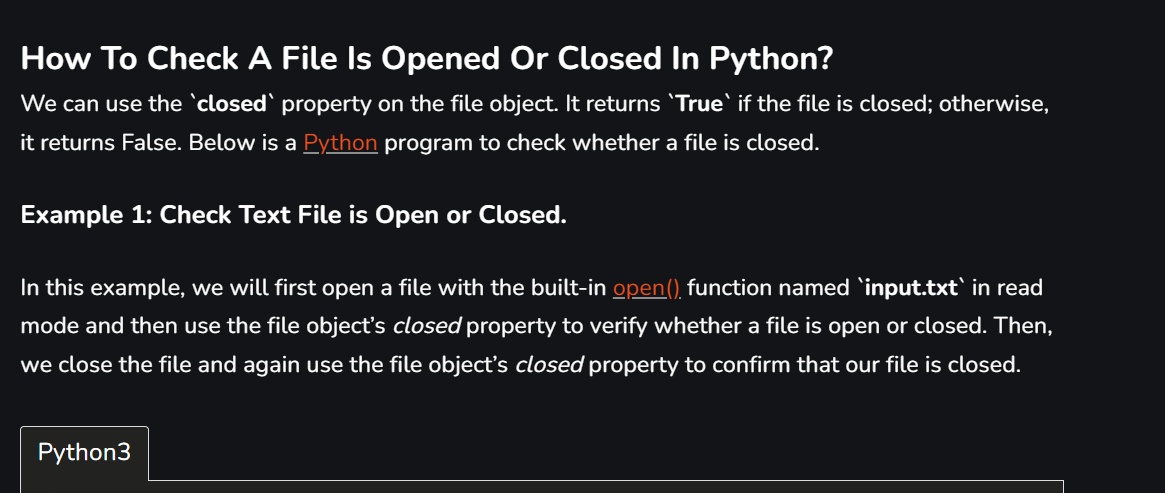 How To Check A File Is Opened Or Closed In Python?
We can use the `closed` property on the file object. It returns `True` if the file is closed; otherwise,
it returns False. Below is a Python program to check whether a file is closed.
Example 1: Check Text File is Open or Closed.
In this example, we will first open a file with the built-in open() function named `input.txt` in read
mode and then use the file object’s closed property to verify whether a file is open or closed. Then,
we close the file and again use the file object’s closed property to confirm that our file is closed.
Python3